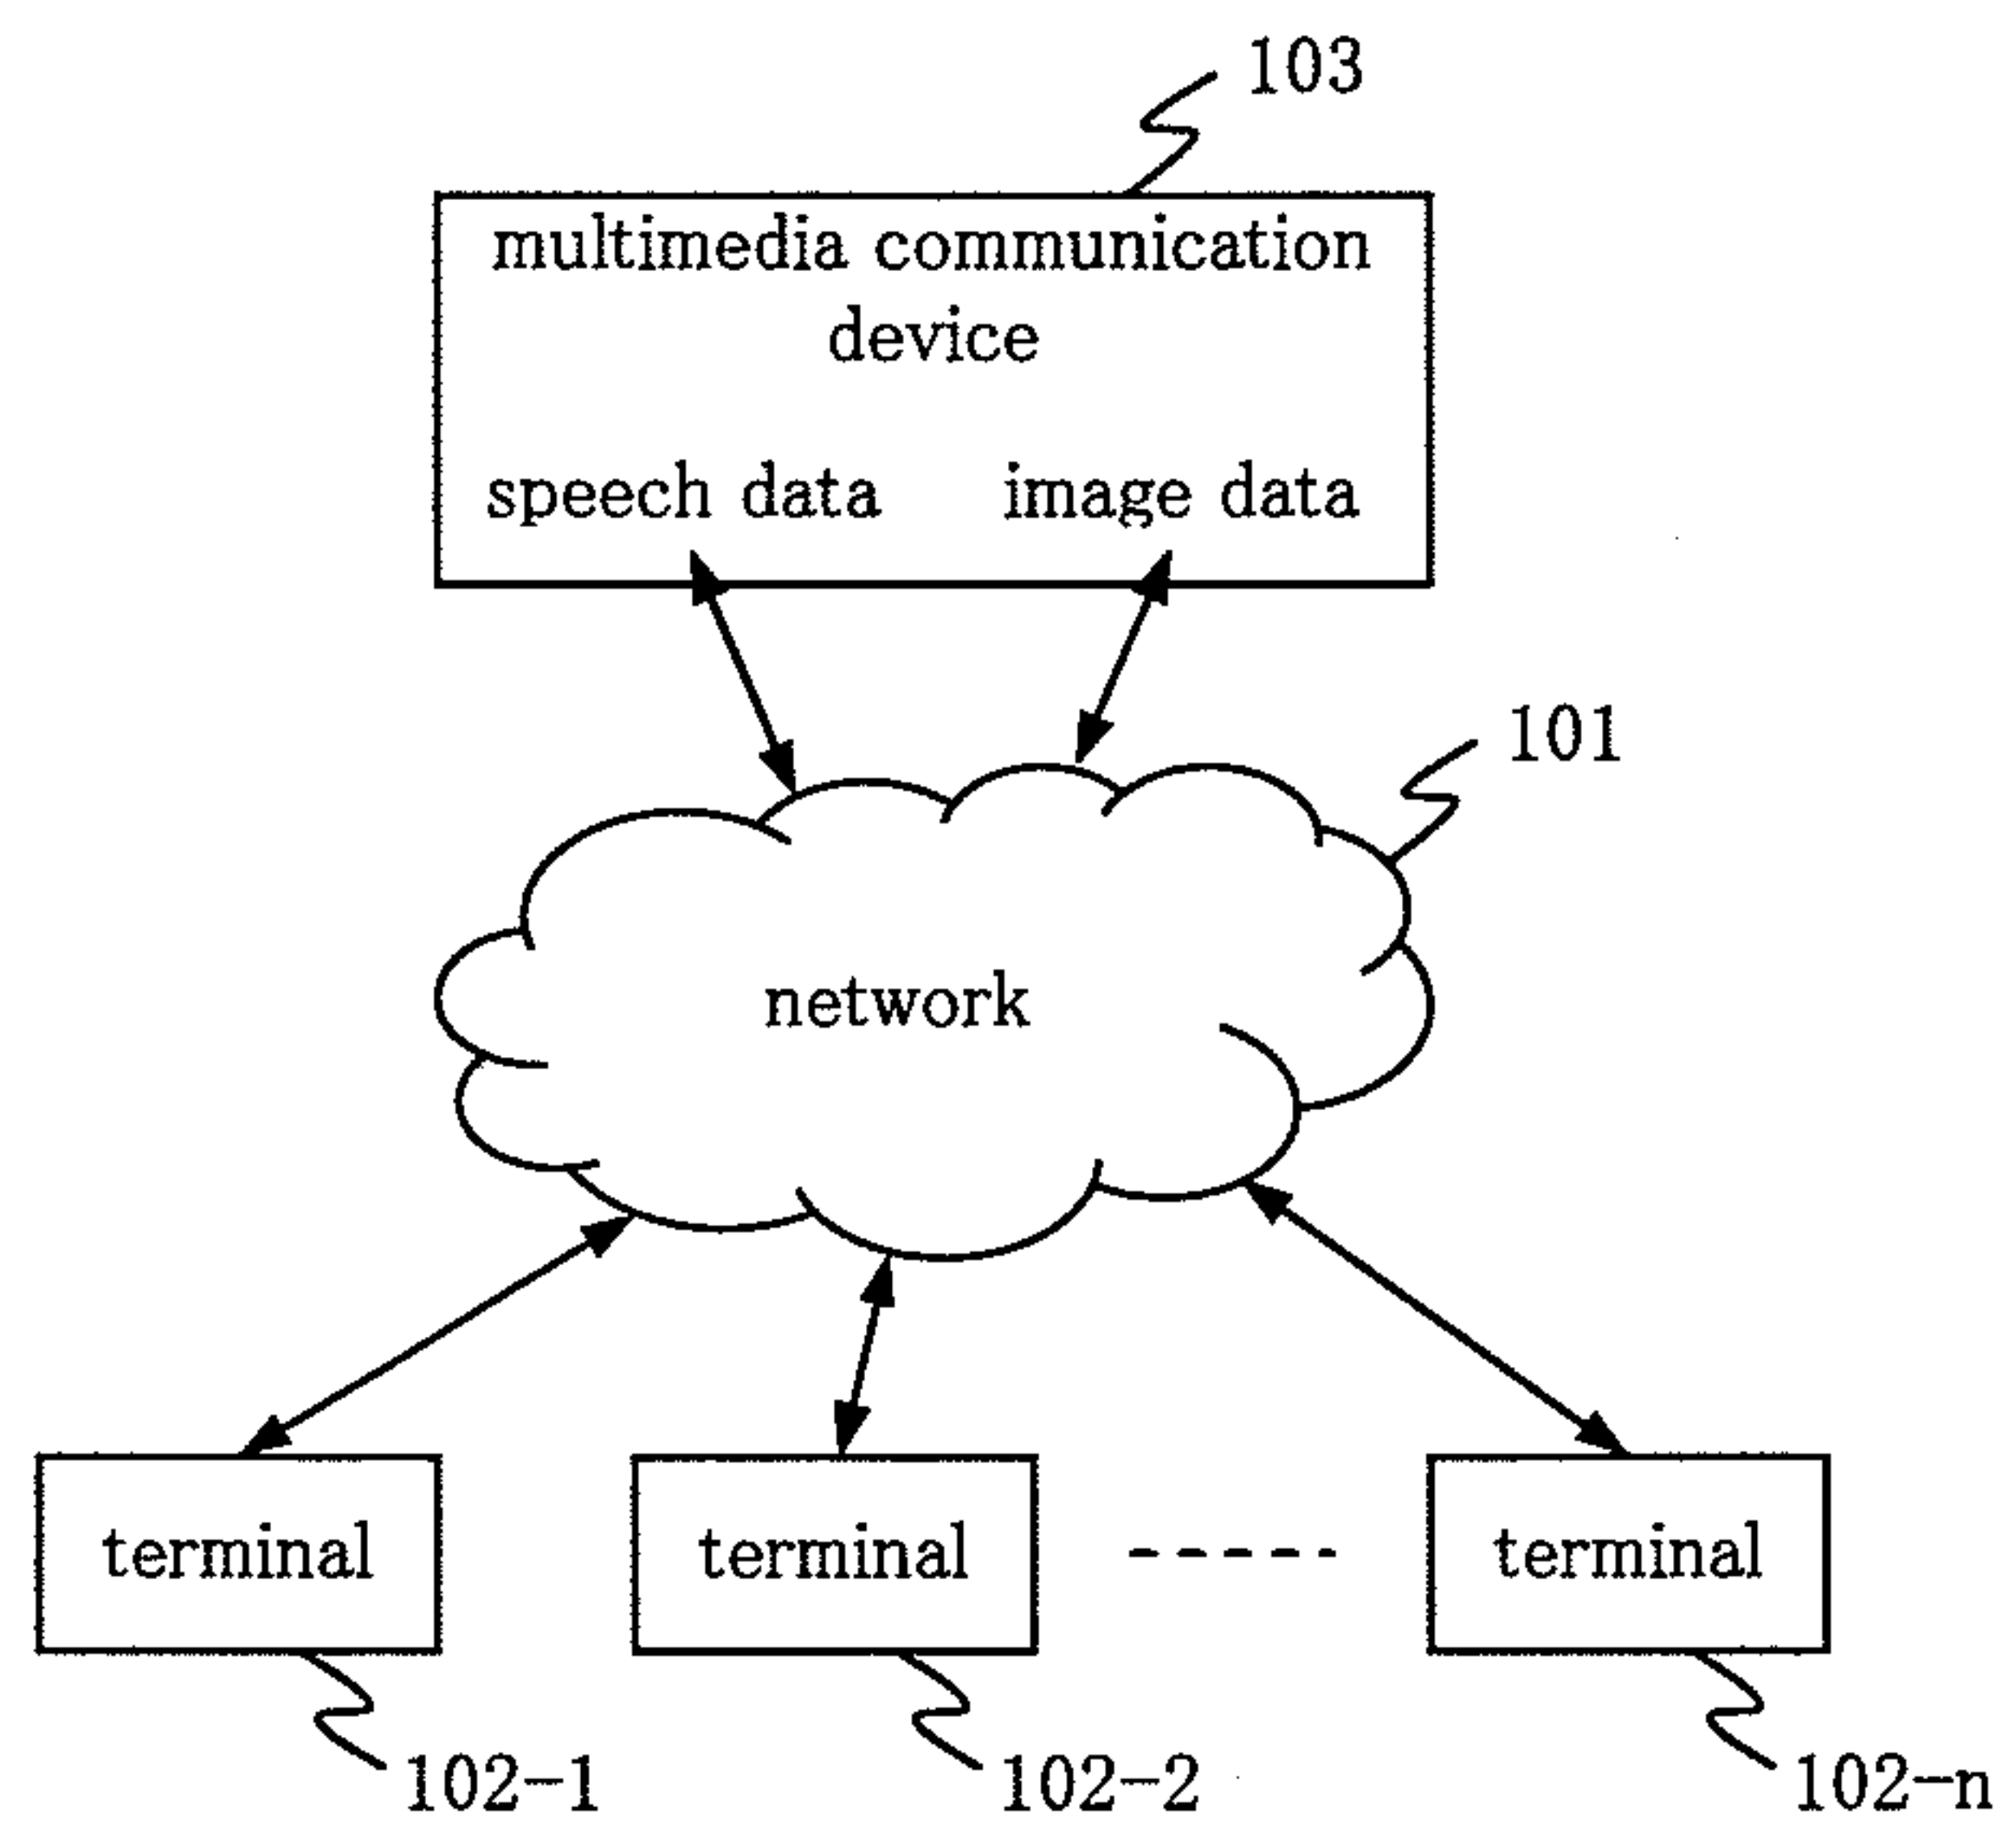 103
multimedia communication
device
speech data image data
101
network
terminal terminal terminal
102-1 102-2 102-n